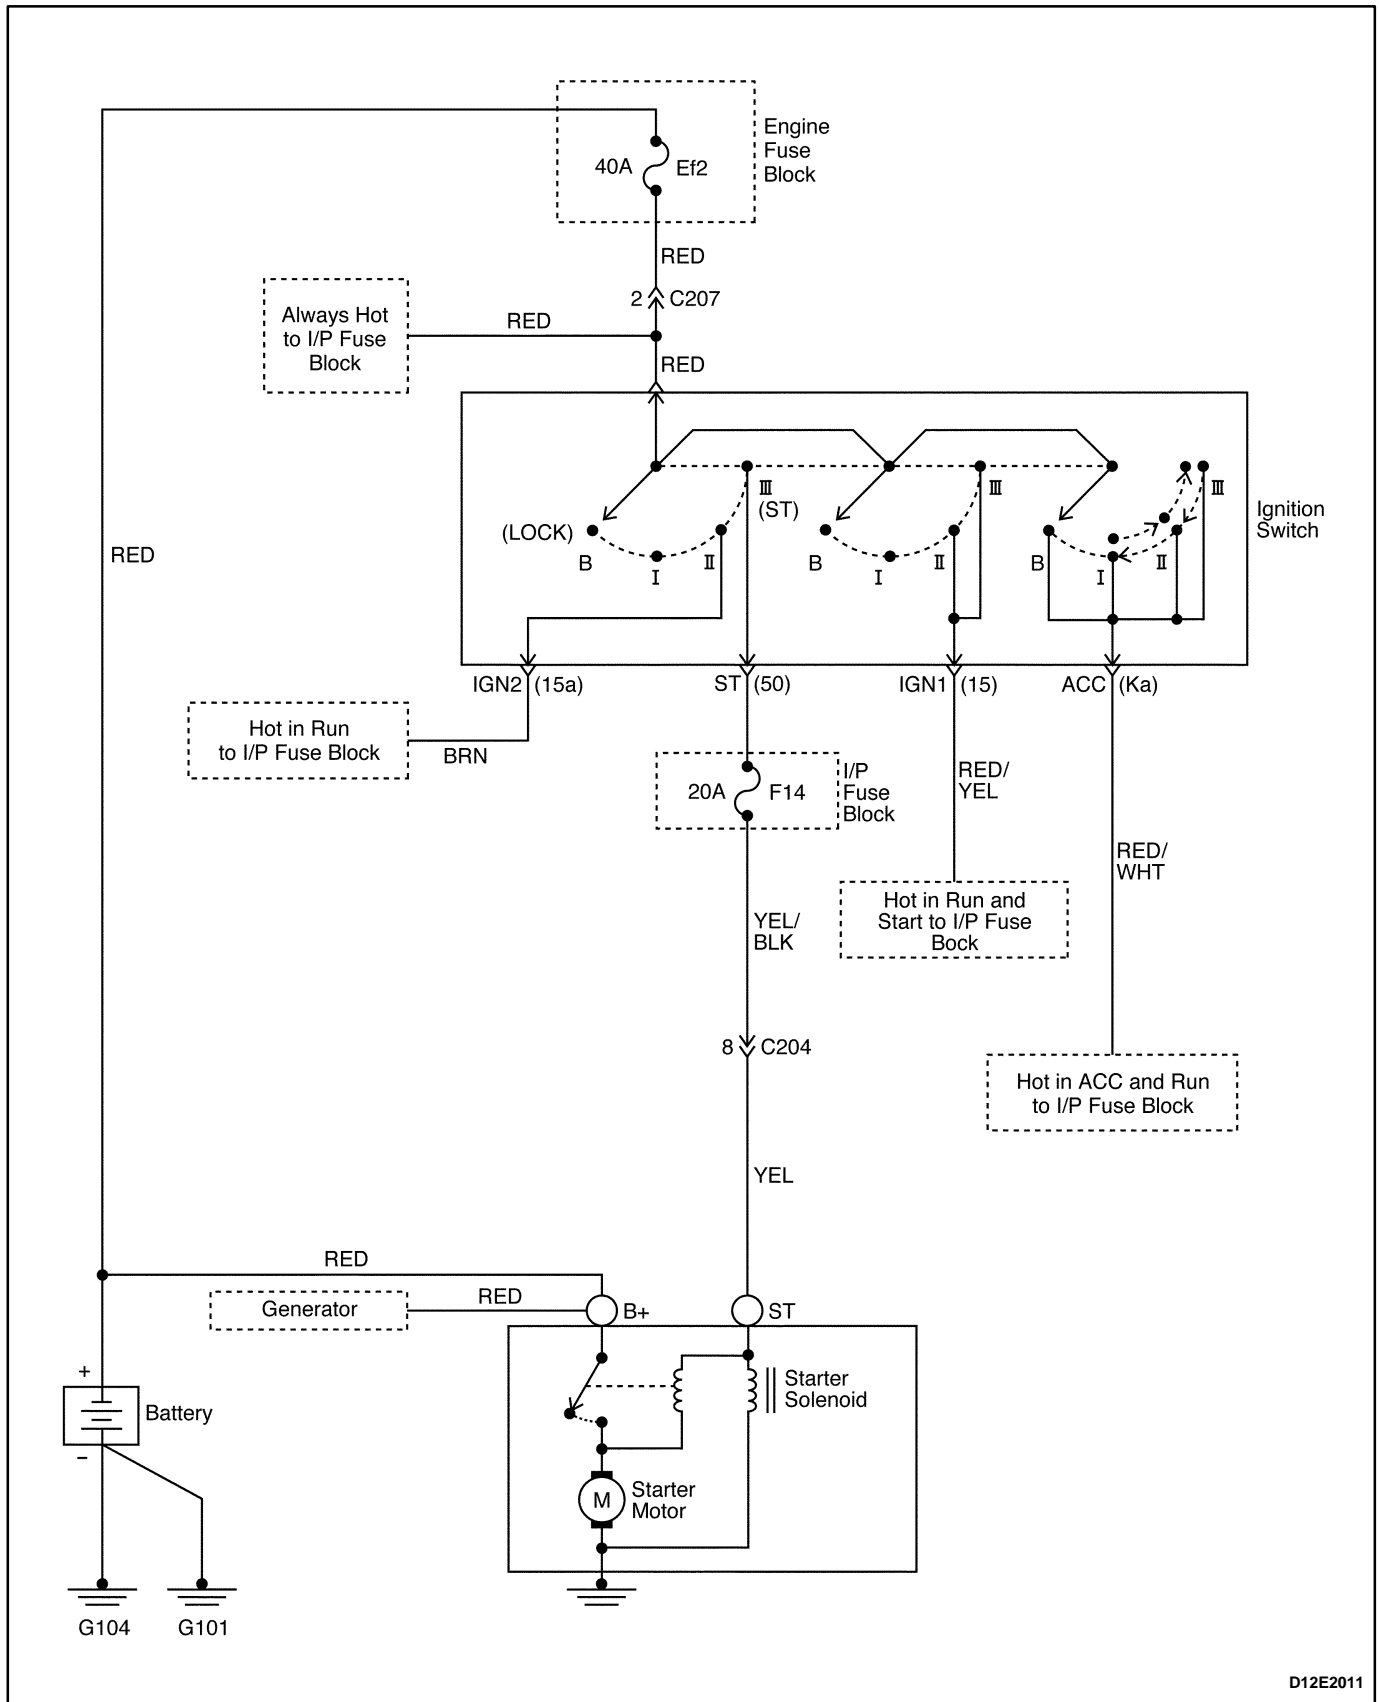 Engine
Fuse
Block
40A
Ef2
RED
2
C207
Always Hot
to I/P Fuse
Block
RED
RED
RED
(LOCK)
B
I
II
III
(ST)
B
I
II
III
B
I
II
III
Ignition
Switch
IGN2
(15a)
ST
(50)
IGN1
(15)
ACC
(Ka)
Hot in Run
to I/P Fuse Block
BRN
20A
F14
I/P
Fuse
Block
RED/
YEL
RED/
WHT
Hot in Run and
Start to I/P Fuse
Bock
YEL/
BLK
8
C204
Hot in ACC and Run
to I/P Fuse Block
YEL
RED
Generator
RED
B+
ST
+
Battery
−
Starter
Solenoid
M
Starter
Motor
G104
G101
D12E2011